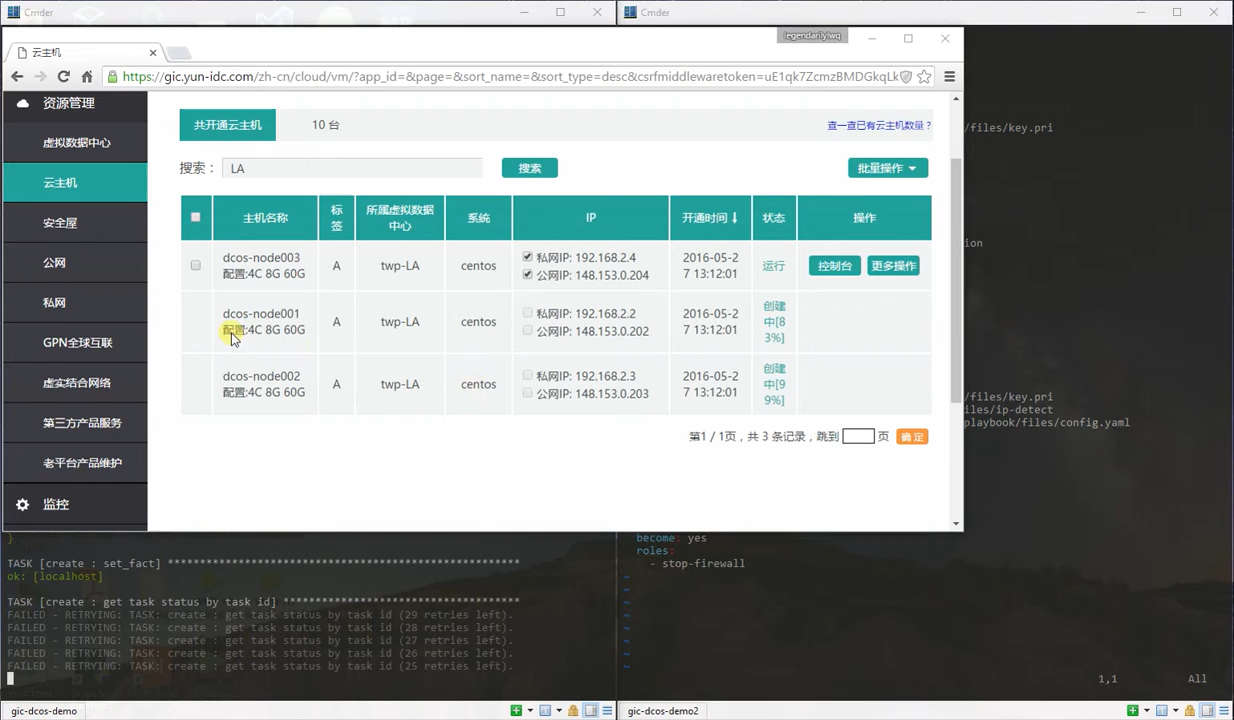 Cmder
Cmder
legendarilylwq
云主机
https://gic.yun-idc.com/zh-cn/cloud/vm/?app_id=&page=&sort_name=&sort_type=desc&csrfmiddlewaretoken=uE1qk7ZcmzBMDGkqLk
资源管理
虚拟数据中心
云主机
安全屋
公网
私网
GPN全球互联
虚实结合网络
第三方产品服务
老平台产品维护
监控
共开通云主机 10 台 查一查已有云主机数量？
搜索： LA 搜索 批量操作
主机名称 标签 所属虚拟数据中心 系统 IP 开通时间 状态 操作
dcos-node003
配置:4C 8G 60G
A
twp-LA
centos
私网IP: 192.168.2.4
公网IP: 148.153.0.204
2016-05-2
7 13:12:01
运行
控制台 更多操作
dcos-node001
配置:4C 8G 60G
A
twp-LA
centos
私网IP: 192.168.2.2
公网IP: 148.153.0.202
2016-05-2
7 13:12:01
创建
中[8
3%]
dcos-node002
配置:4C 8G 60G
A
twp-LA
centos
私网IP: 192.168.2.3
公网IP: 148.153.0.203
2016-05-2
7 13:12:01
创建
中[9
9%]
第1 / 1页，共 3 条记录，跳到 页 确 定
}
TASK [create : set_fact] *******************************************************
ok: [localhost]
TASK [create : get task status by task id] *************************************
FAILED - RETRYING: TASK: create : get task status by task id (29 retries left).
FAILED - RETRYING: TASK: create : get task status by task id (28 retries left).
FAILED - RETRYING: TASK: create : get task status by task id (27 retries left).
FAILED - RETRYING: TASK: create : get task status by task id (26 retries left).
FAILED - RETRYING: TASK: create : get task status by task id (25 retries left).
/files/key.pri
ion
/files/key.pri
iles/ip-detect
playbook/files/config.yaml
become: yes
roles:
- stop-firewall
~
~
~
~
~
~
~
~
1,1 All
gic-dcos-demo
gic-dcos-demo2